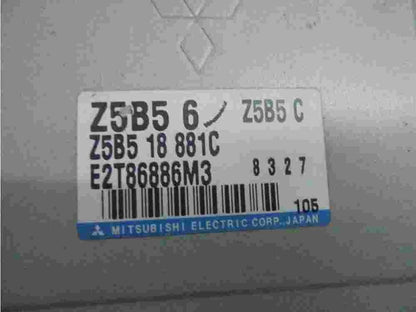 Z5B5 6 Z5B5 C
Z5B5 18 881C
E2T86886M3 8327
105
MITSUBISHI ELECTRIC CORP., JAPAN